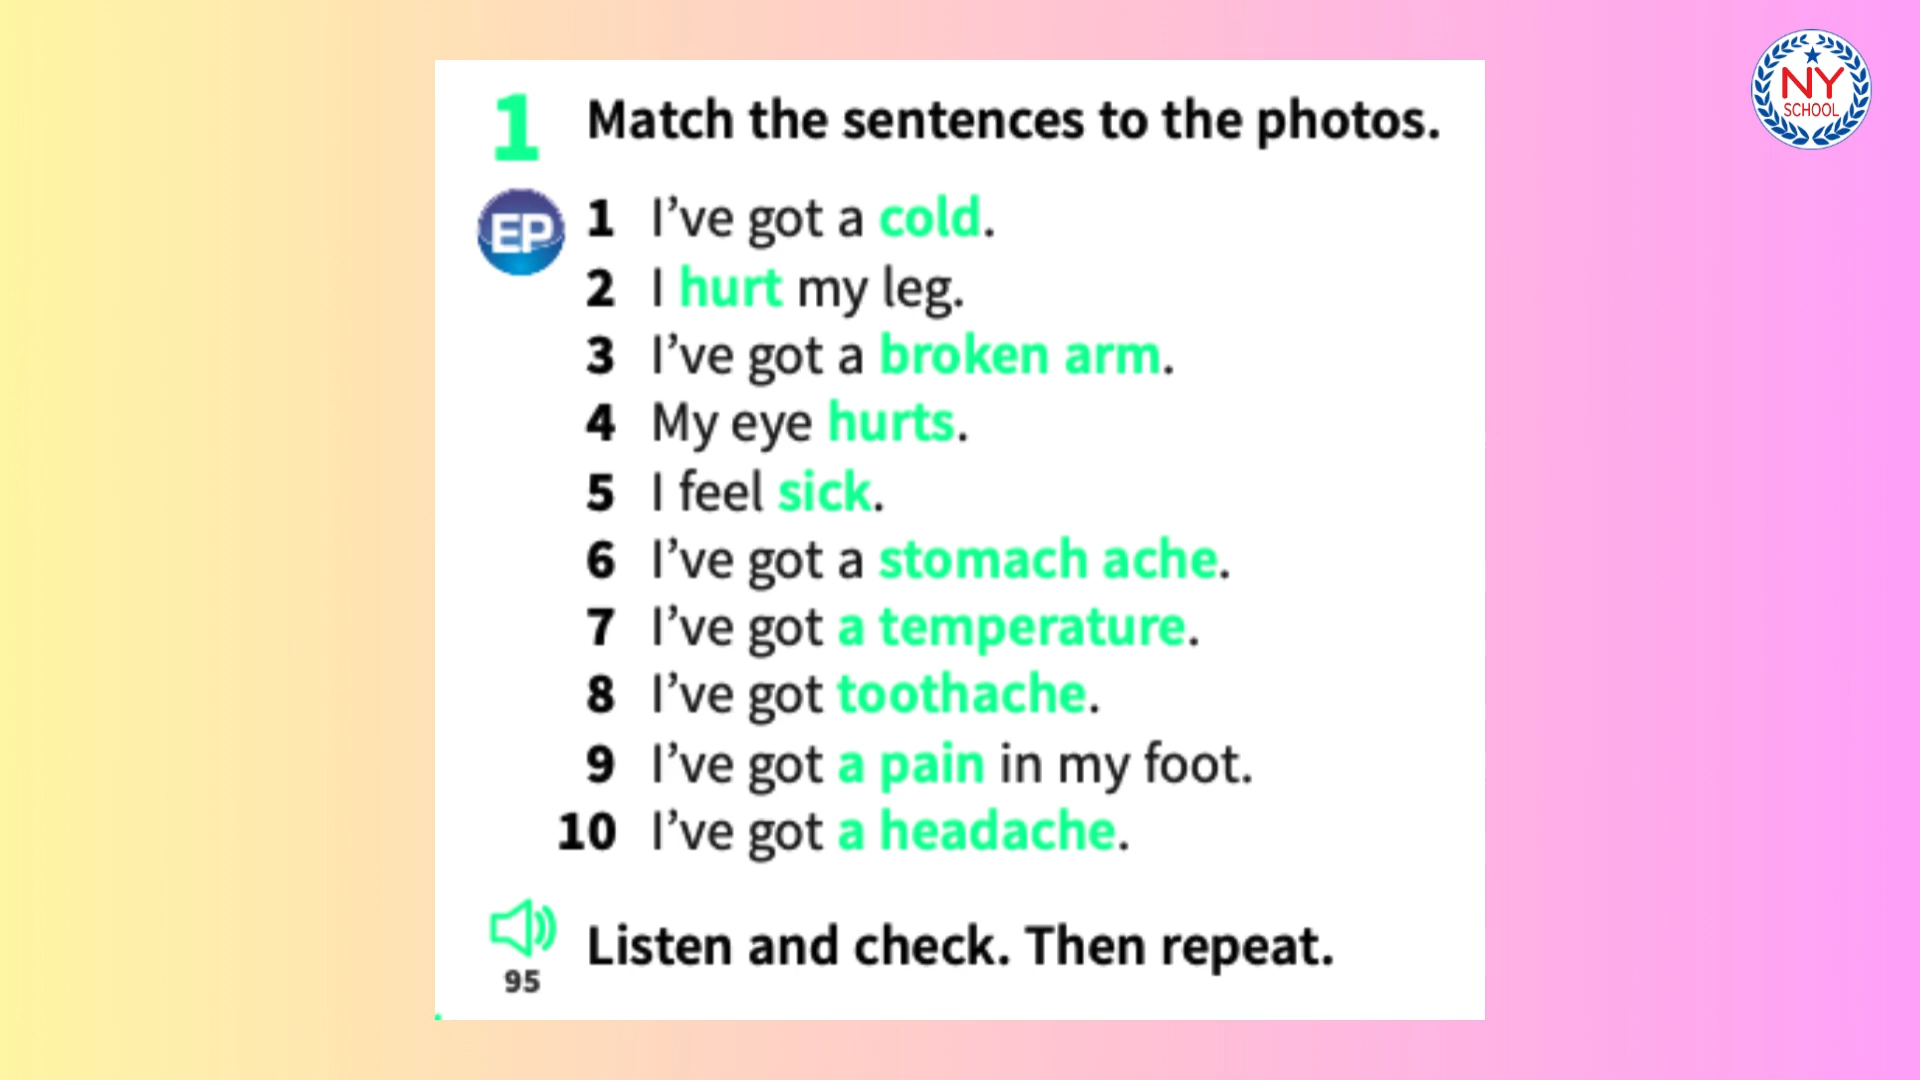 NY
SCHOOL
1 Match the sentences to the photos.
EP
1 I've got a cold.
2 I hurt my leg.
3 I've got a broken arm.
4 My eye hurts.
5 I feel sick.
6 I've got a stomach ache.
7 I've got a temperature.
8 I've got toothache.
9 I've got a pain in my foot.
10 I've got a headache.
95 Listen and check. Then repeat.